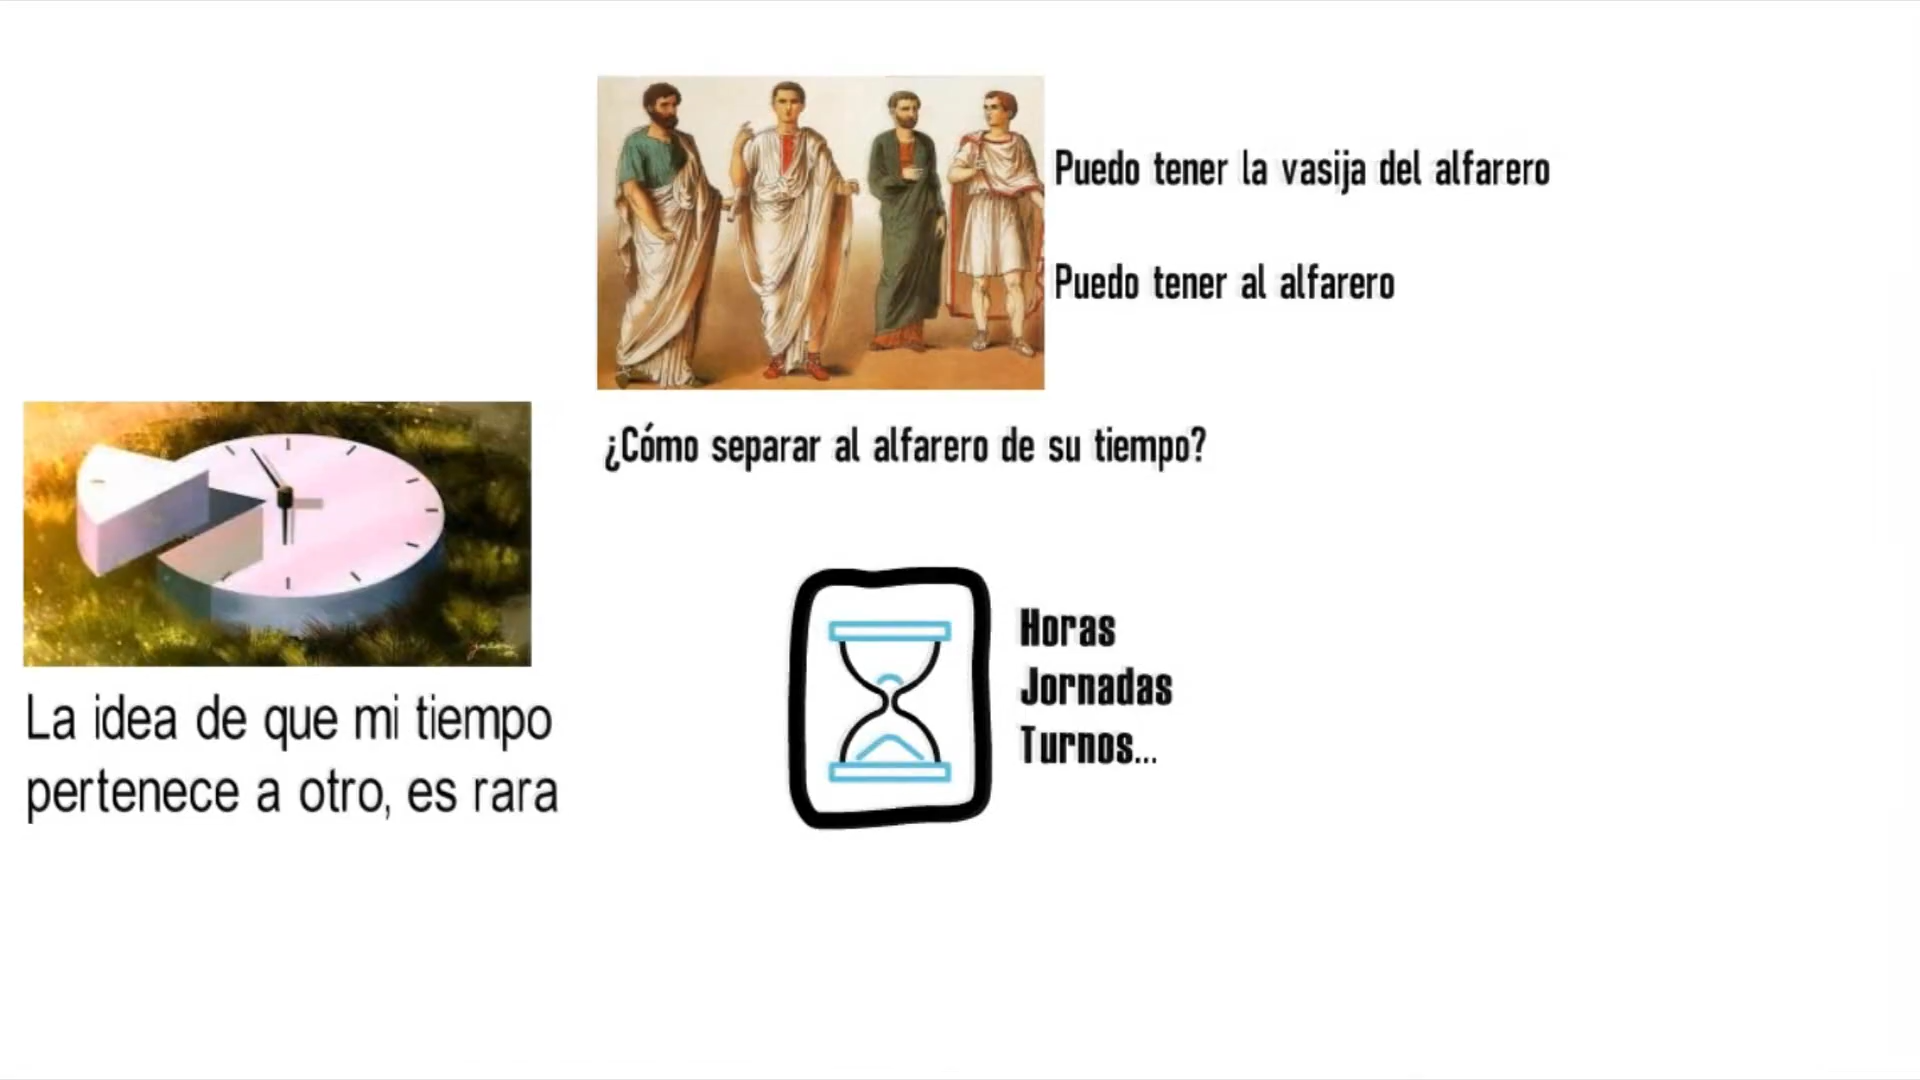 Puedo tener la vasija del alfarero
Puedo tener al alfarero
¿Cómo separar al alfarero de su tiempo?
La idea de que mi tiempo
pertenece a otro, es rara
Horas
Jornadas
Turnos...